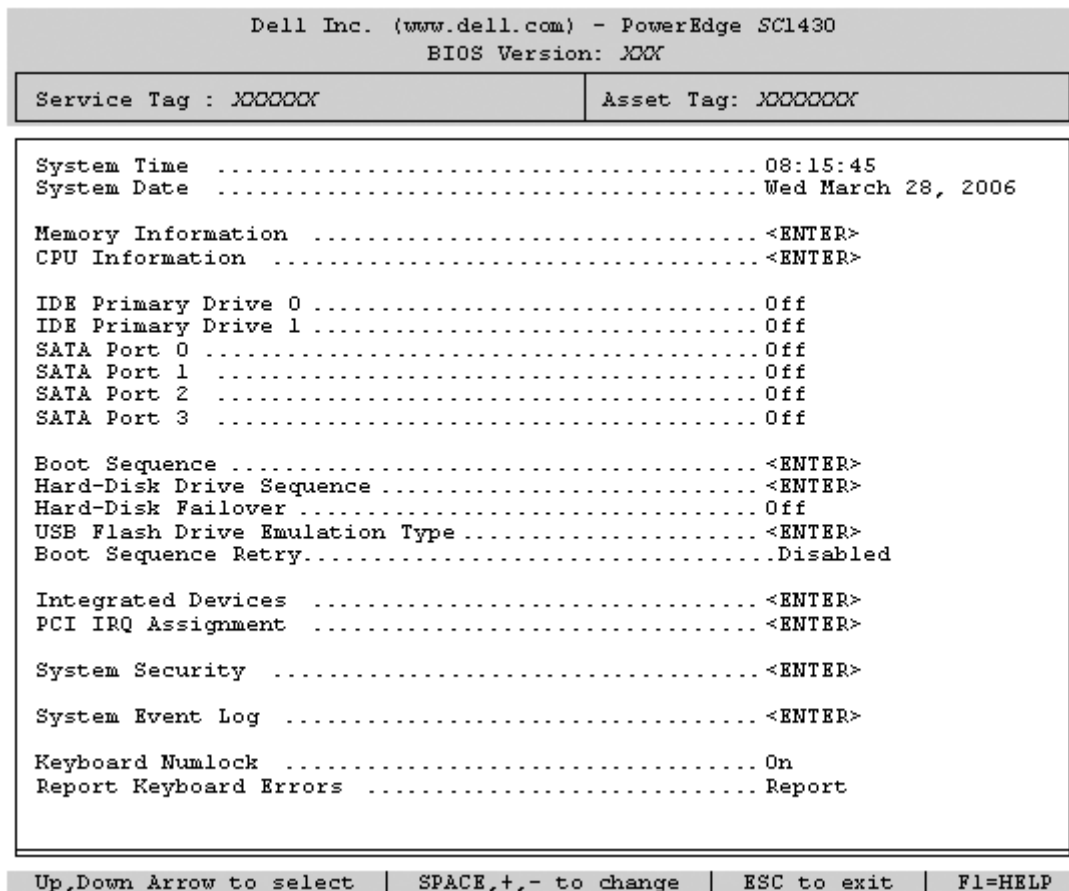 Dell Inc. (www.dell.com) - PowerEdge SC1430
BIOS Version: XXX
Service Tag : XXXXXX Asset Tag: XXXXXXX
System Time ..............................................08:15:45
System Date ..............................................Wed March 28, 2006
Memory Information ......................................<ENTER>
CPU Information .........................................<ENTER>
IDE Primary Drive 0 ......................................Off
IDE Primary Drive 1 ......................................Off
SATA Port 0 ...............................................Off
SATA Port 1 ..............................................Off
SATA Port 2 ..............................................Off
SATA Port 3 ..............................................Off
Boot Sequence .............................................<ENTER>
Hard-Disk Drive Sequence ................................<ENTER>
Hard-Disk Failover .......................................Off
USB Flash Drive Emulation Type .........................<ENTER>
Boot Sequence Retry........................................Disabled
Integrated Devices ......................................<ENTER>
PCI IRQ Assignment ......................................<ENTER>
System Security .........................................<ENTER>
System Event Log ........................................<ENTER>
Keyboard Numlock ........................................On
Report Keyboard Errors .................................Report
Up,Down Arrow to select | SPACE,+,- to change | ESC to exit | F1=HELP